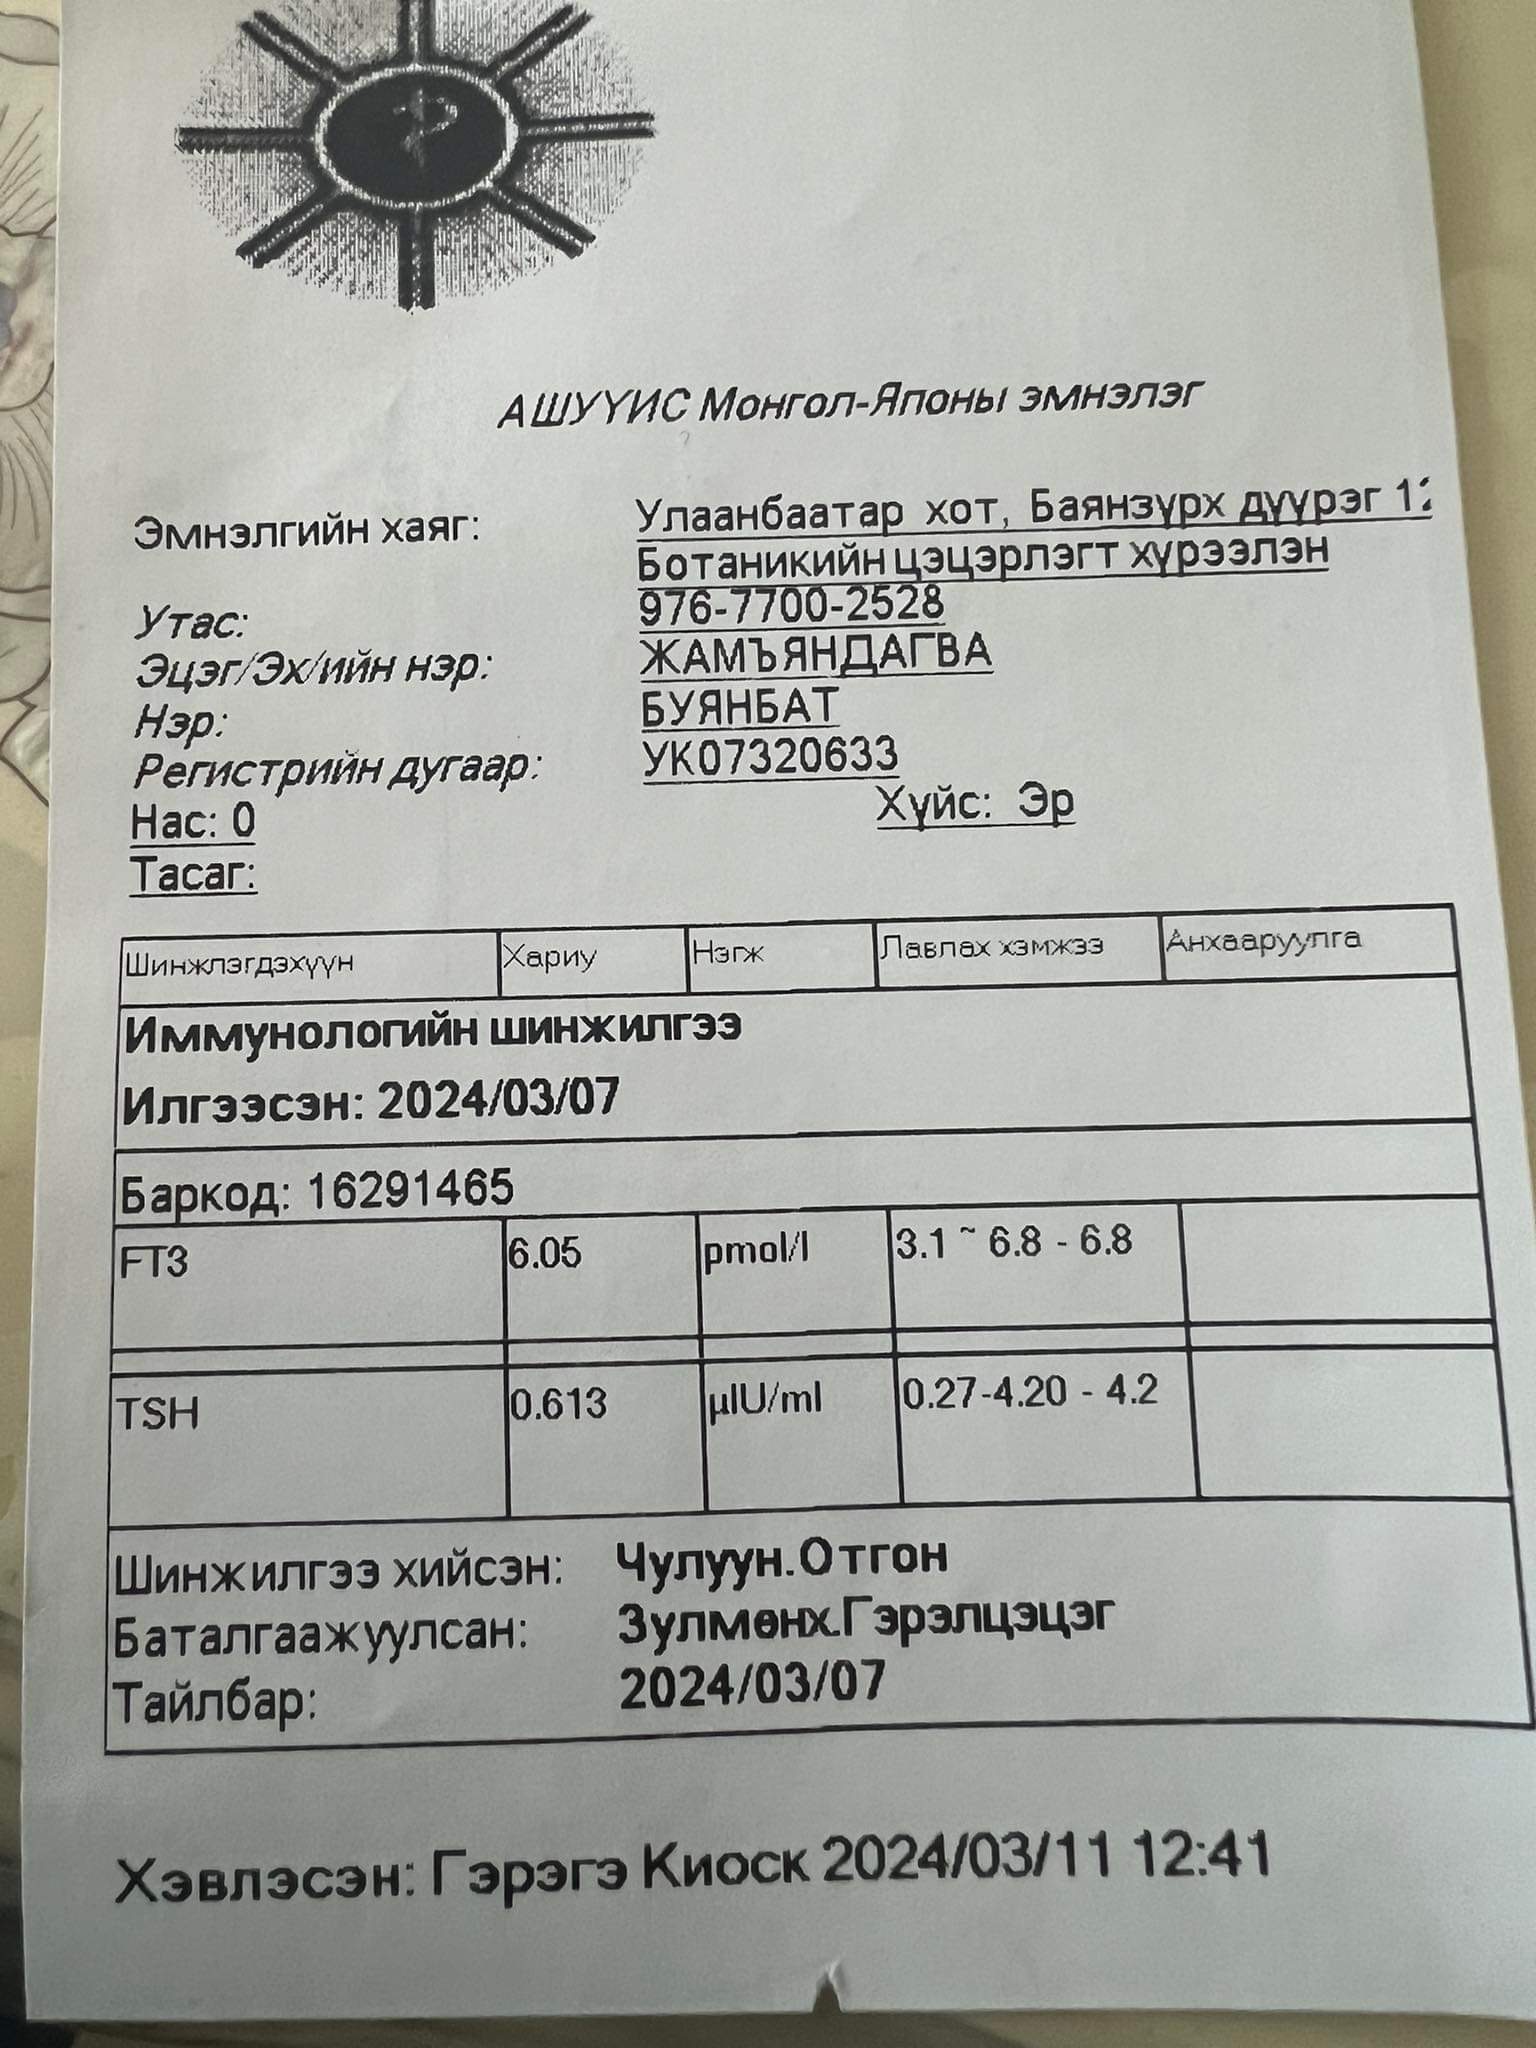 АШУҮИС Монгол-Японы эмнэлэг
Эмнэлгийн хаяг: Улаанбаатар хот, Баянзүрх дүүрэг
Ботаникийн цэцэрлэгт хүрээлэн
Утас: 976-7700-2528
Эцэг/Эх/ийн нэр: ЖАМЪЯНДАГВА
Нэр: БУЯНБАТ
Регистрийн дугаар: УК07320633
Нас: 0 Хүйс: Эр
Тасаг:
Шинжлэгдэхүүн Хариу Нэгж Лавлах хэмжээ Анхааруулга
Иммунологийн шинжилгээ
Илгээсэн: 2024/03/07
Баркод: 16291465
FT3 6.05 pmol/l 3.1 ~ 6.8 - 6.8
TSH 0.613 µIU/ml 0.27-4.20 - 4.2
Шинжилгээ хийсэн: Чулуун.Отгон
Баталгаажуулсан: Зулмөнх.Гэрэлцэцэг
Тайлбар: 2024/03/07
Хэвлэсэн: Гэрэгэ Киоск 2024/03/11 12:41